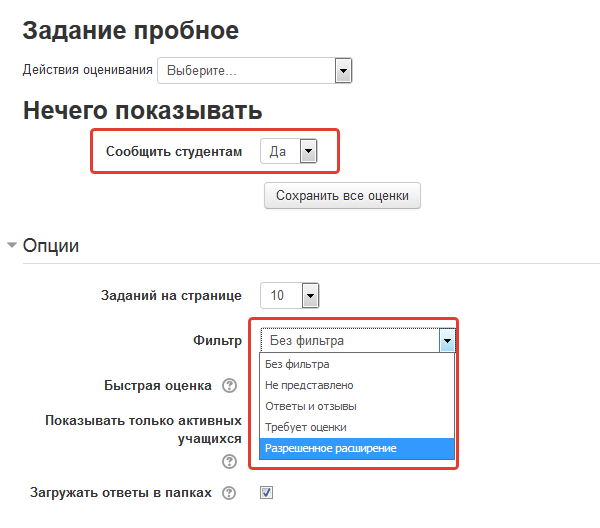 Задание пробное
Действия оценивания Выберите...
Нечего показывать
Сообщить студентам Да
Сохранить все оценки
Опции
Заданий на странице 10
Фильтр Без фильтра
Без фильтра
Не представлено
Быстрая оценка ?
Ответы и отзывы
Показывать только активных
Требует оценки
учащихся
Разрешенное расширение
?
Загружать ответы в папках ?